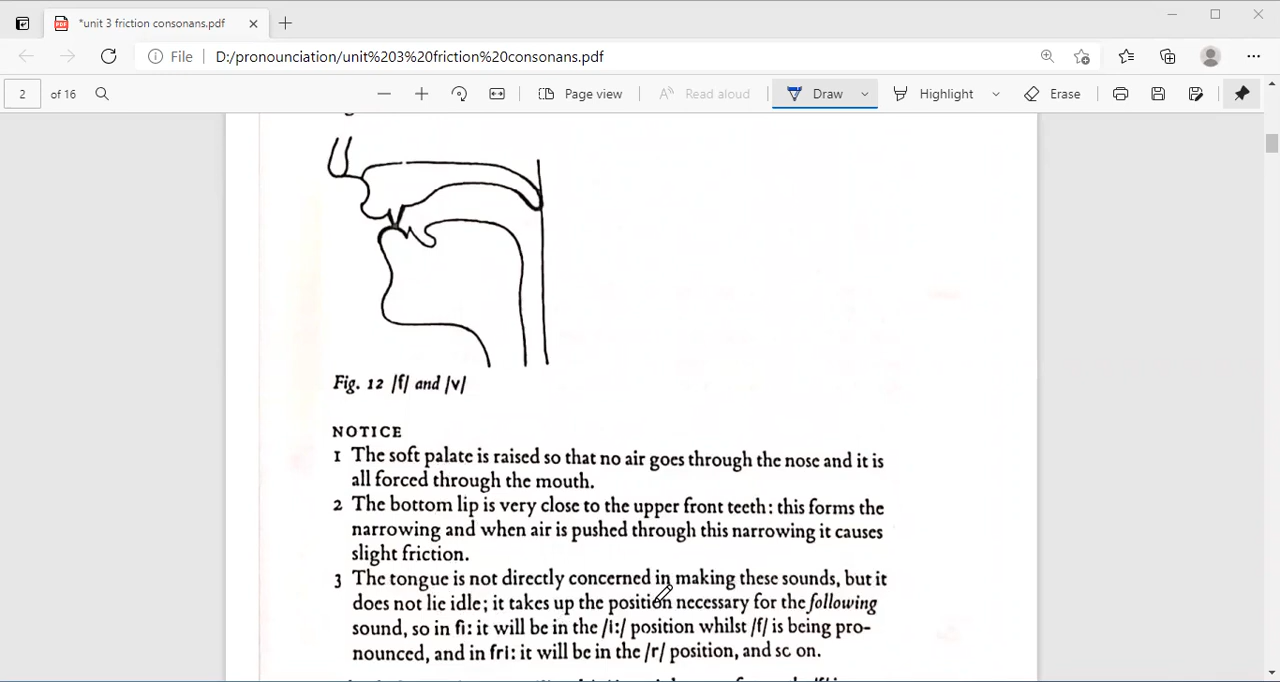 *unit 3 friction consonans.pdf
File D:/pronounciation/unit%203%20friction%20consonans.pdf
2 of 16 Page view Read aloud Draw Highlight Erase
Fig. 12 /f/ and /v/
NOTICE
1 The soft palate is raised so that no air goes through the nose and it is
all forced through the mouth.
2 The bottom lip is very close to the upper front teeth: this forms the
narrowing and when air is pushed through this narrowing it causes
slight friction.
3 The tongue is not directly concerned in making these sounds, but it
does not lie idle; it takes up the position necessary for the following
sound, so in fi: it will be in the /i:/ position whilst /f/ is being pro-
nounced, and in fri: it will be in the /r/ position, and sc on.